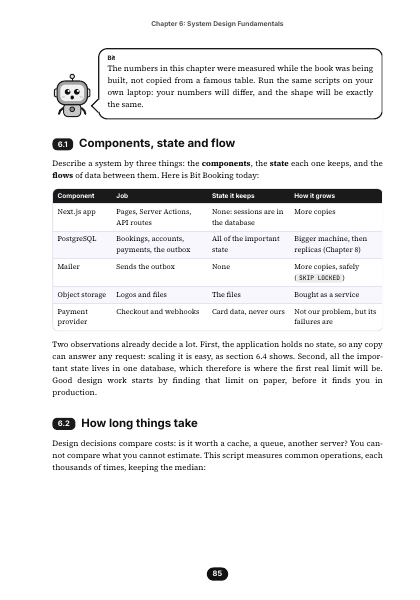 Chapter 6: System Design Fundamentals
Bit
The numbers in this chapter were measured while the book was being
built, not copied from a famous table. Run the same scripts on your
own laptop: your numbers will differ, and the shape will be exactly
the same.
6.1 Components, state and flow
Describe a system by three things: the components, the state each one keeps, and the
flows of data between them. Here is Bit Booking today:
Component Job State it keeps How it grows
Next.js app Pages, Server Actions, None: sessions are in More copies
API routes the database
PostgreSQL Bookings, accounts, All of the important Bigger machine, then
payments, the outbox state replicas (Chapter 8)
Mailer Sends the outbox None More copies, safely
(SKIP LOCKED)
Object storage Logos and files The files Bought as a service
Payment Checkout and webhooks Card data, never ours Not our problem, but its
provider failures are
Two observations already decide a lot. First, the application holds no state, so any copy
can answer any request: scaling it is easy, as section 6.4 shows. Second, all the impor-
tant state lives in one database, which therefore is where the first real limit will be.
Good design work starts by finding that limit on paper, before it finds you in
production.
6.2 How long things take
Design decisions compare costs: is it worth a cache, a queue, another server? You can-
not compare what you cannot estimate. This script measures common operations, each
thousands of times, keeping the median:
85